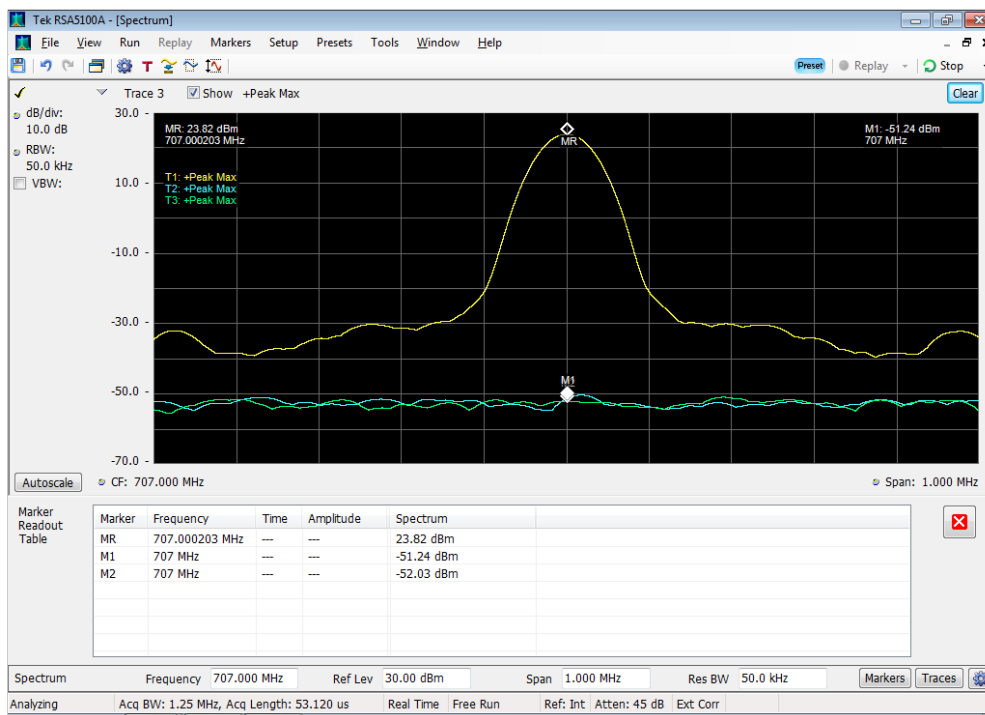 Tek RSA5100A - [Spectrum]
File View Run Replay Markers Setup Presets Tools Window Help
T Preset Replay Stop
Trace 3 Show +Peak Max Clear
dB/div:
10.0 dB
RBW:
50.0 kHz
VBW:
30.0 -
10.0 -
-10.0 -
-30.0 -
-50.0 -
-70.0 -
MR: 23.82 dBm
707.000203 MHz
T1: +Peak Max
T2: +Peak Max
T3: +Peak Max
MR
M1: -51.24 dBm
707 MHz
M1
Autoscale CF: 707.000 MHz Span: 1.000 MHz
Marker
Readout
Table
Marker Frequency Time Amplitude Spectrum
MR 707.000203 MHz --- --- 23.82 dBm
M1 707 MHz --- --- -51.24 dBm
M2 707 MHz --- --- -52.03 dBm
Spectrum Frequency 707.000 MHz Ref Lev 30.00 dBm Span 1.000 MHz Res BW 50.0 kHz Markers Traces
Analyzing Acq BW: 1.25 MHz, Acq Length: 53.120 us Real Time Free Run Ref: Int Atten: 45 dB Ext Corr